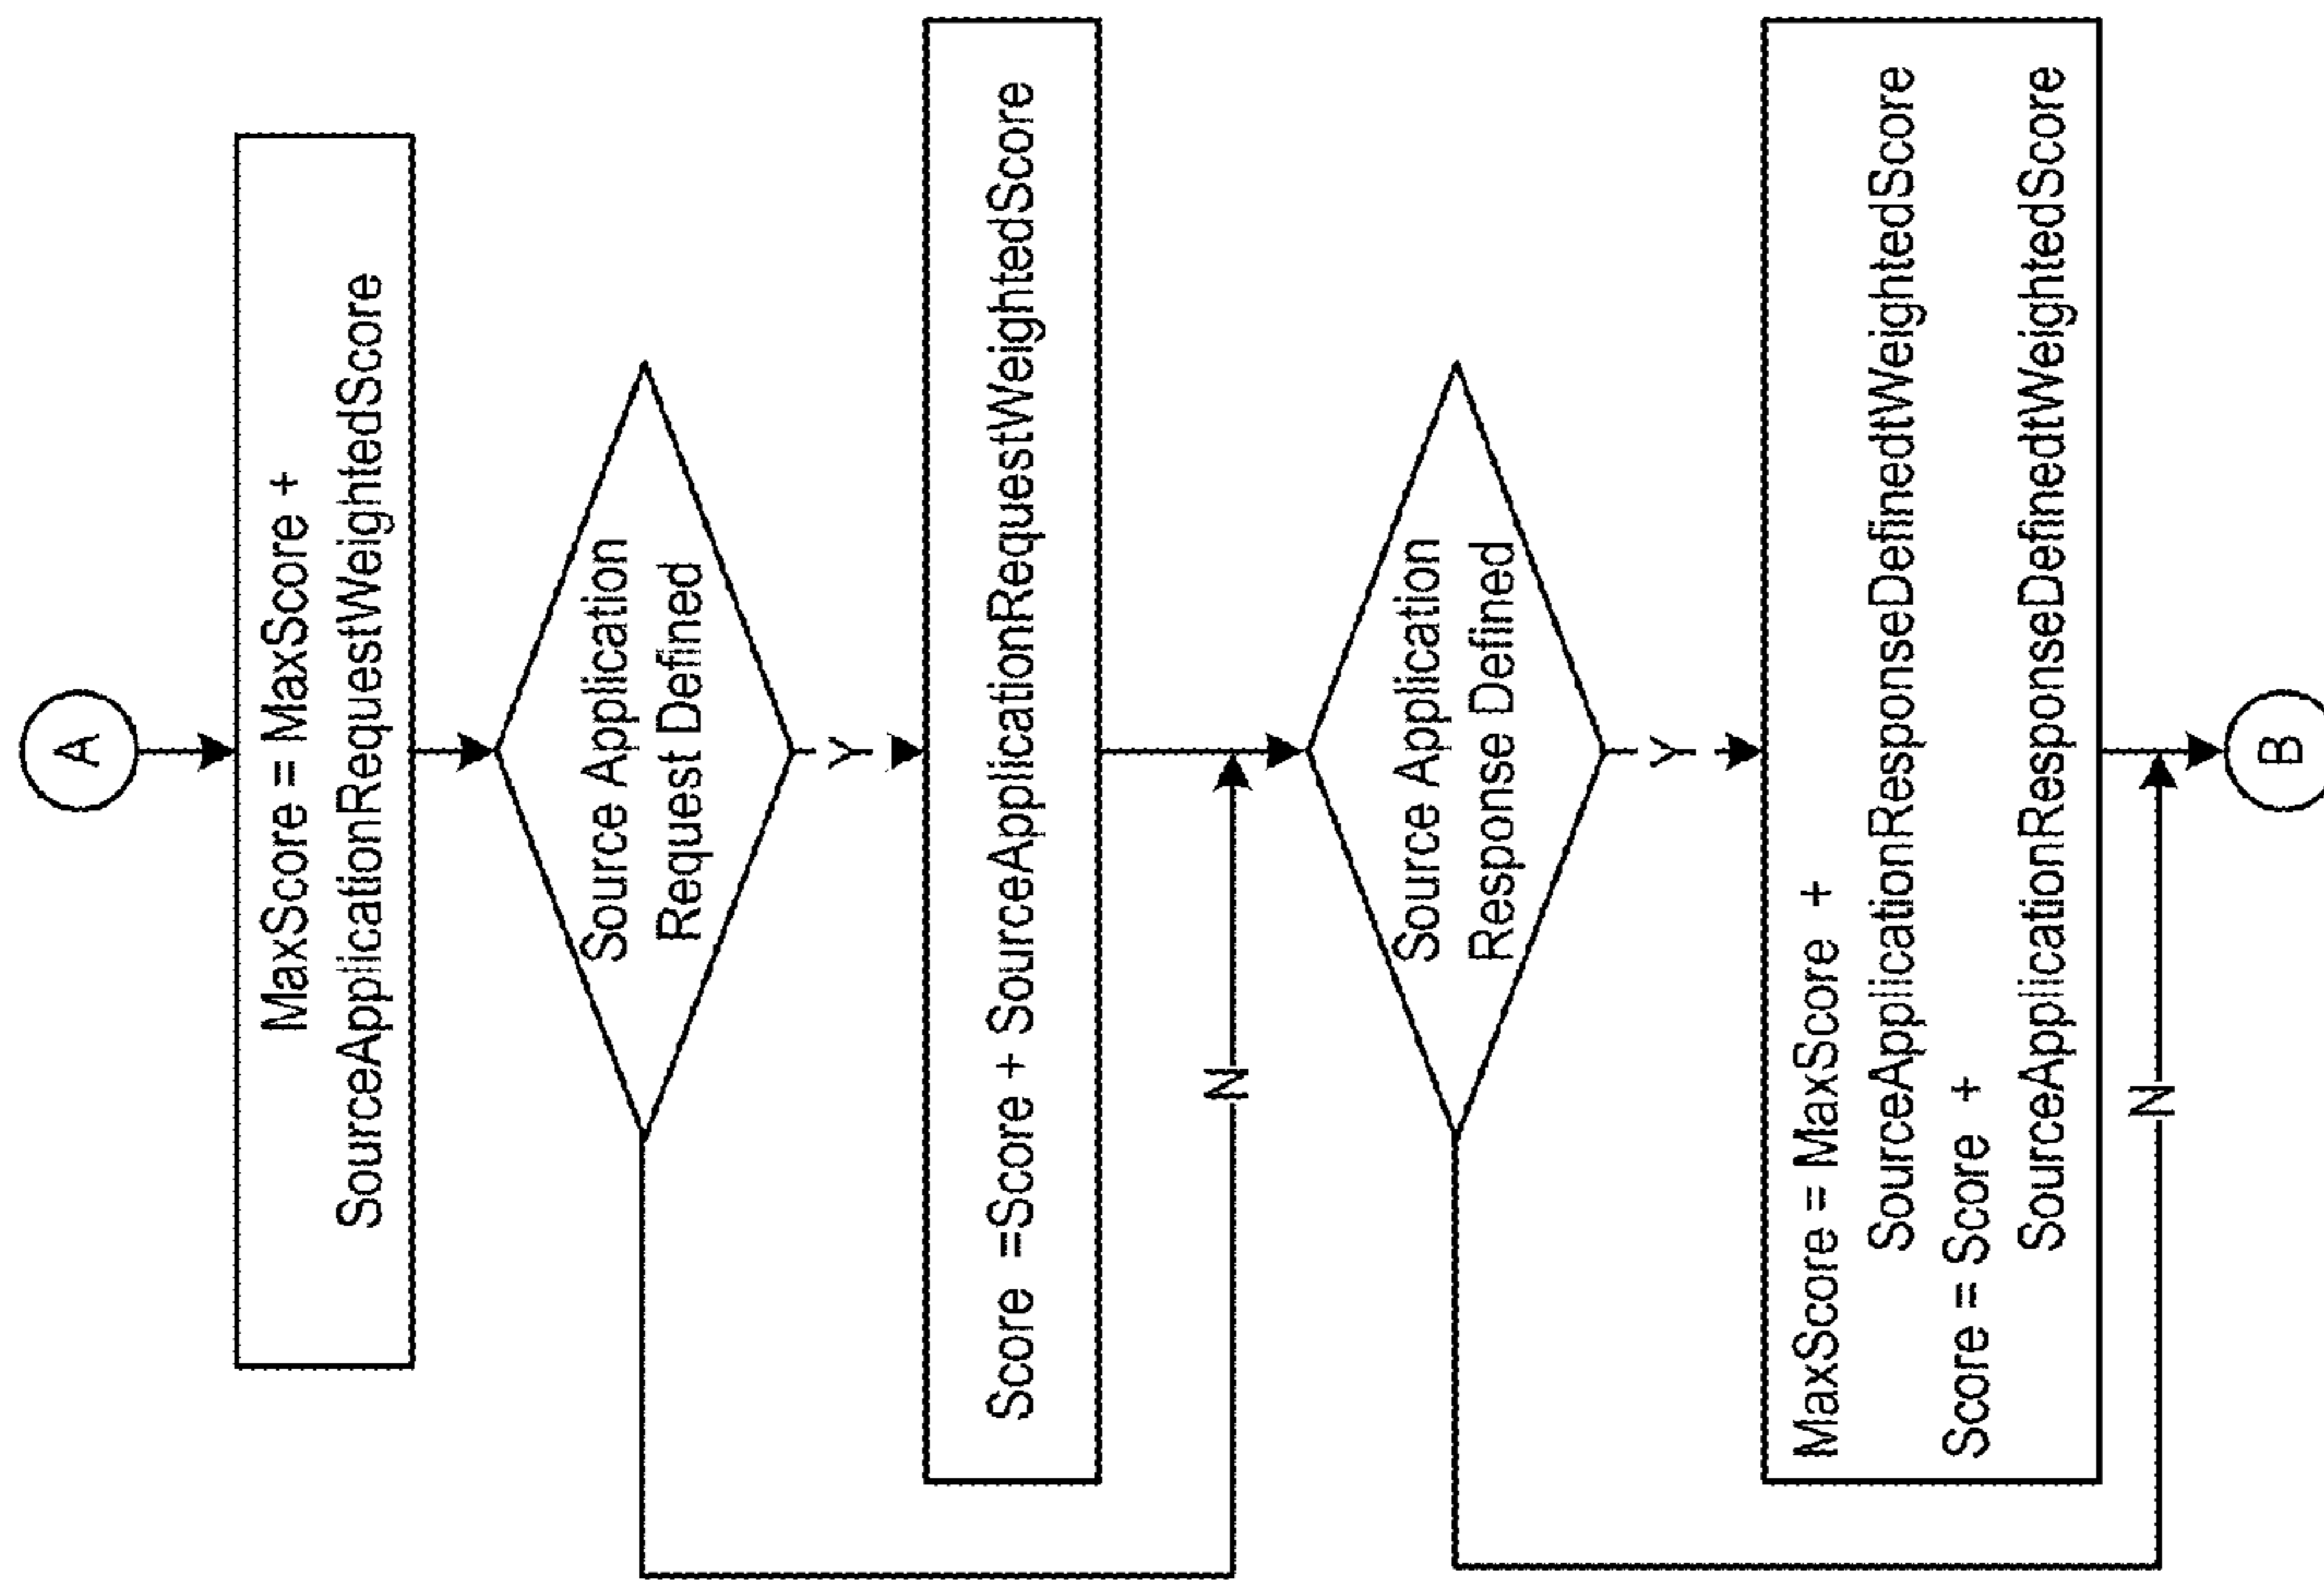 A
MaxScore = MaxScore +
SourceApplicationRequestWeightedScore
Source Application
Request Defined
Y
Score =Score + SourceApplicationRequestWeightedScore
N
Source Application
Response Defined
Y
MaxScore = MaxScore +
SourceApplicationResponseDefinedtWeightedScore
Score = Score +
SourceApplicationResponseDefinedtWeightedScore
N
B